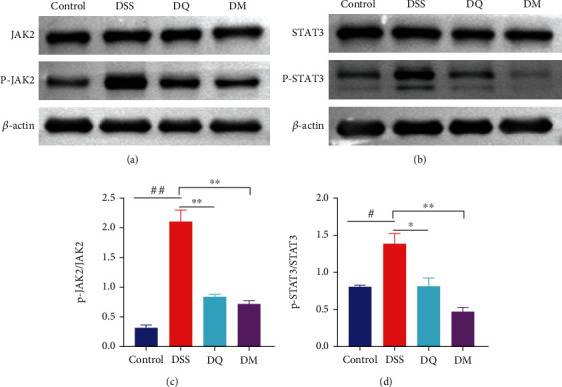 Control DSS DQ DM
JAK2
P-JAK2
β-actin
(a)
Control DSS DQ DM
STAT3
P-STAT3
β-actin
(b)
p-JAK2/JAK2
2.5
2.0
1.5
1.0
0.5
0.0
##
**
**
Control DSS DQ DM
(c)
p-STAT3/STAT3
2.0
1.5
1.0
0.5
0.0
#
**
*
Control DSS DQ DM
(d)